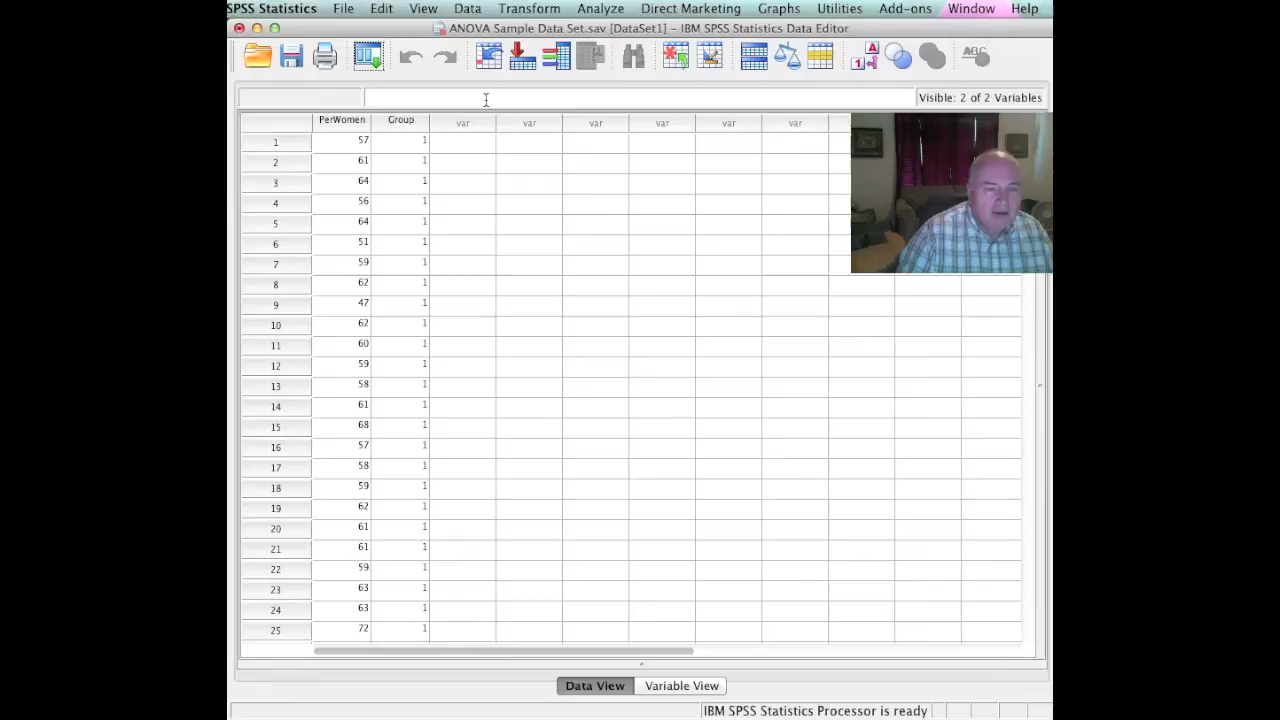 SPSS Statistics File Edit View Data Transform Analyze Direct Marketing Graphs Utilities Add-ons Window Help
ANOVA Sample Data Set.sav [DataSet1] – IBM SPSS Statistics Data Editor
A
1
ABC
Visible: 2 of 2 Variables
PerWomen Group var var var var var var
1 57 1
2 61 1
3 64 1
4 56 1
5 64 1
6 51 1
7 59 1
8 62 1
9 47 1
10 62 1
11 60 1
12 59 1
13 58 1
14 61 1
15 68 1
16 57 1
17 58 1
18 59 1
19 62 1
20 61 1
21 61 1
22 59 1
23 63 1
24 63 1
25 72 1
Data View Variable View
IBM SPSS Statistics Processor is ready